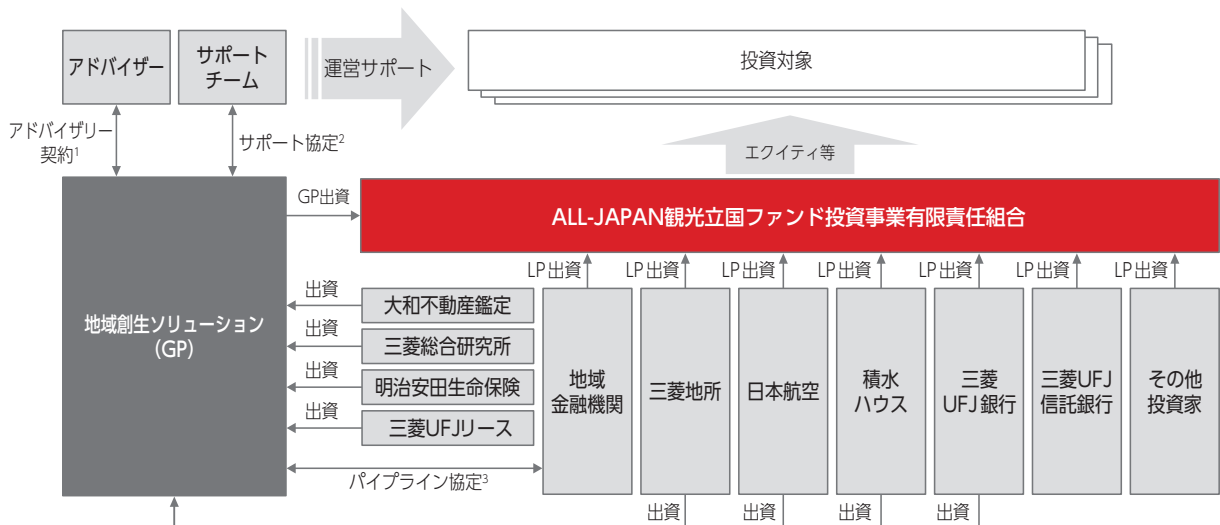 アドバイザー
サポート
チーム
運営サポート
投資対象
アドバイザリー
契約1
サポート協定2
エクイティ等
GP出資
ALL-JAPAN観光立国ファンド投資事業有限責任組合
LP出資
LP出資
LP出資
LP出資
LP出資
LP出資
LP出資
地域創生ソリューション
(GP)
出資
大和不動産鑑定
出資
三菱総合研究所
出資
明治安田生命保険
出資
三菱UFJリース
地域
金融機関
三菱地所
日本航空
積水
ハウス
三菱
UFJ銀行
三菱UFJ
信託銀行
その他
投資家
パイプライン協定3
出資
出資
出資
出資